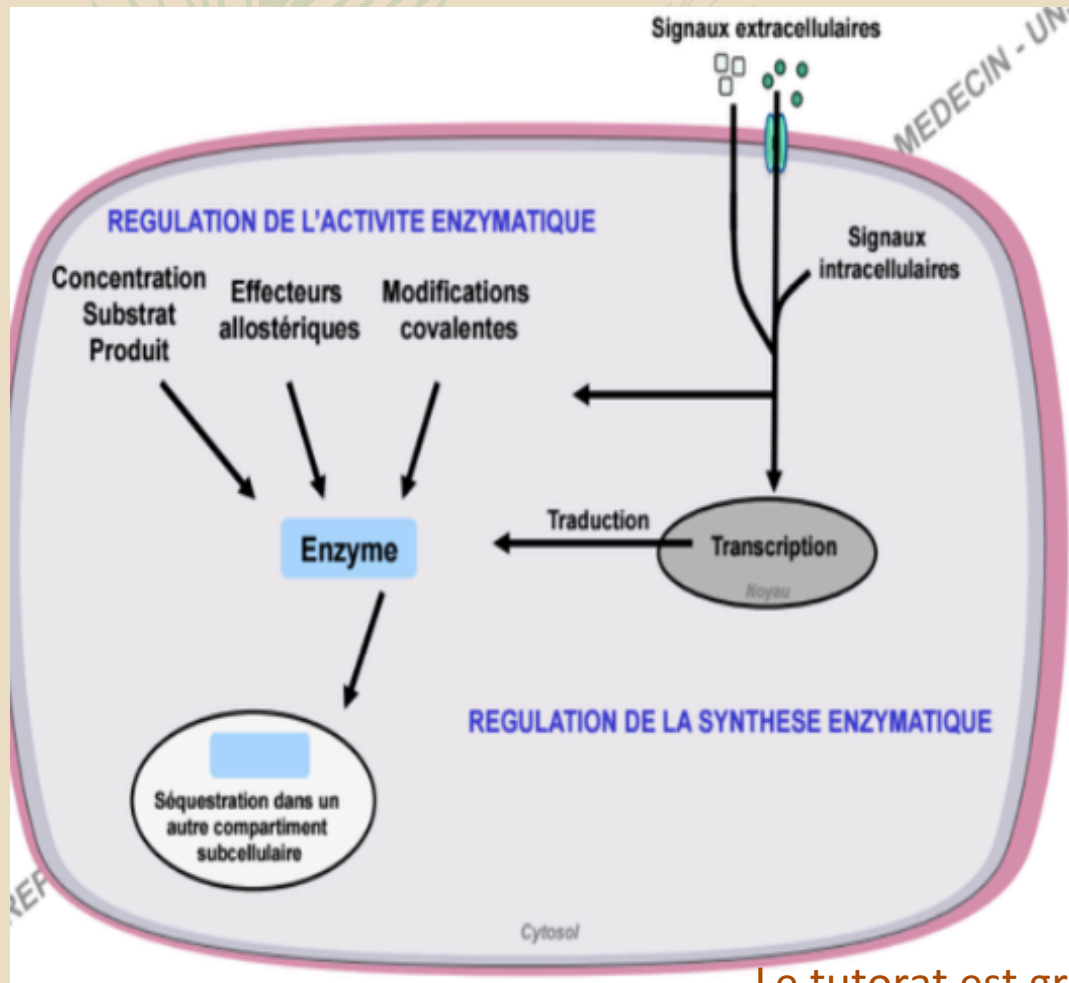 Signaux extracellulaires
MEDECIN - UN
REGULATION DE L'ACTIVITE ENZYMATIQUE
Signaux
intracellulaires
Concentration
Substrat
Produit
Effecteurs
allostériques
Modifications
covalentes
Enzyme
Traduction
Transcription
Noyau
REGULATION DE LA SYNTHESE ENZYMATIQUE
Séquestration dans un
autre compartiment
subcellulaire
REP
Cytosol
Le tutorat est gr